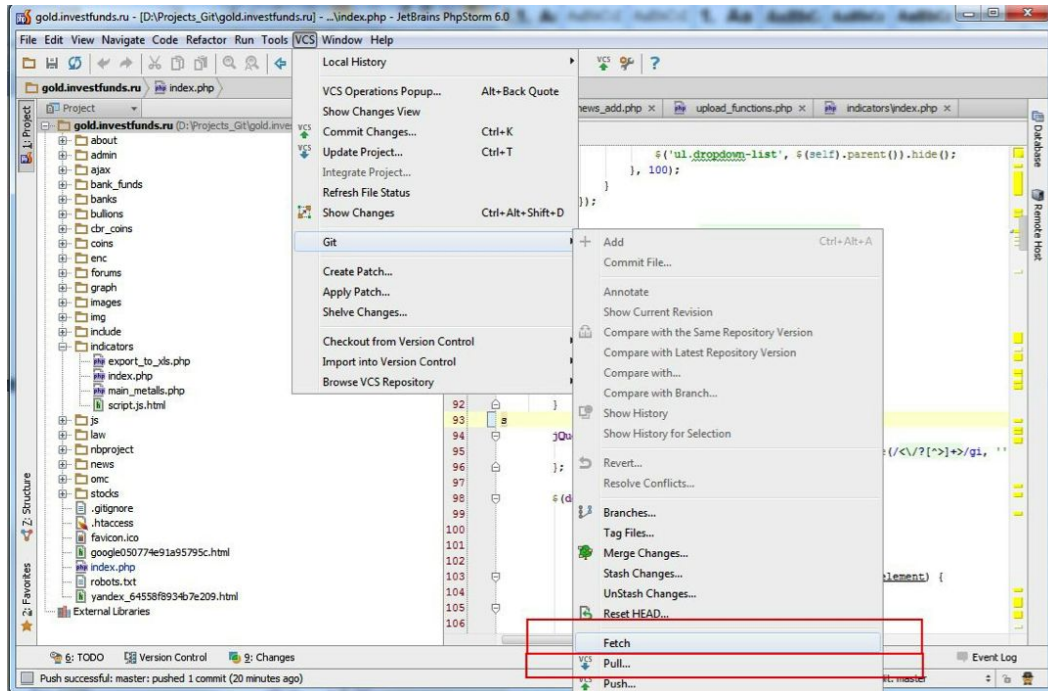 gold.investfunds.ru - [D:\Projects_Git\gold.investfunds.ru] - ...\index.php - JetBrains PhpStorm 6.0
File Edit View Navigate Code Refactor Run Tools VCS Window Help
gold.investfunds.ru index.php
Project
news_add.php upload_functions.php indicators\index.php
1: Project
Z: Structure
2: Favorites
gold.investfunds.ru (D:\Projects_Git\gold.inves
about
admin
ajax
bank_funds
banks
bullions
cbr_coins
coins
enc
forums
graph
images
img
include
indicators
export_to_xls.php
index.php
main_metalls.php
script.js.html
js
law
nbproject
news
omc
stocks
.gitignore
.htaccess
favicon.ico
google050774e91a95795c.html
index.php
robots.txt
yandex_64558f8934b7e209.html
External Libraries
Local History
VCS Operations Popup... Alt+Back Quote
Show Changes View
VCS Commit Changes... Ctrl+K
VCS Update Project... Ctrl+T
Integrate Project...
Refresh File Status
Show Changes Ctrl+Alt+Shift+D
Git
Create Patch...
Apply Patch...
Shelve Changes...
Checkout from Version Control
Import into Version Control
Browse VCS Repository
VCS
$('ul.dropdown-list', $(self).parent()).hide();
}, 100);
}
});
92 }
93 s
94 jQu
95 (/<\/?[^>]+>/gi, ''
96 };
97
98 $(d
99
100
101
102
103 element) {
104
105
106
Add Ctrl+Alt+A
Commit File...
Annotate
Show Current Revision
Compare with the Same Repository Version
Compare with Latest Repository Version
Compare with...
Compare with Branch...
Show History
Show History for Selection
Revert...
Resolve Conflicts...
Branches...
Tag Files...
Merge Changes...
Stash Changes...
UnStash Changes...
Reset HEAD...
Fetch
VCS Pull...
VCS Push...
Database
Remote Host
6: TODO Version Control 9: Changes Event Log
Push successful: master: pushed 1 commit (20 minutes ago) it: master